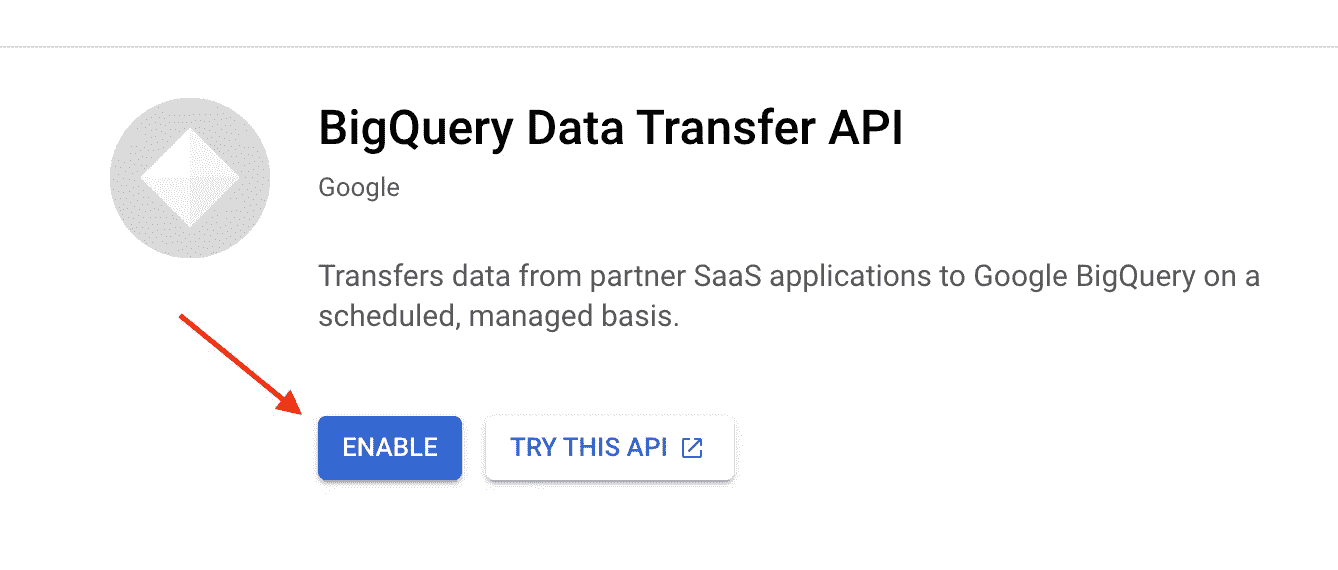 BigQuery Data Transfer API
Google
Transfers data from partner SaaS applications to Google BigQuery on a
scheduled, managed basis.
ENABLE
TRY THIS API